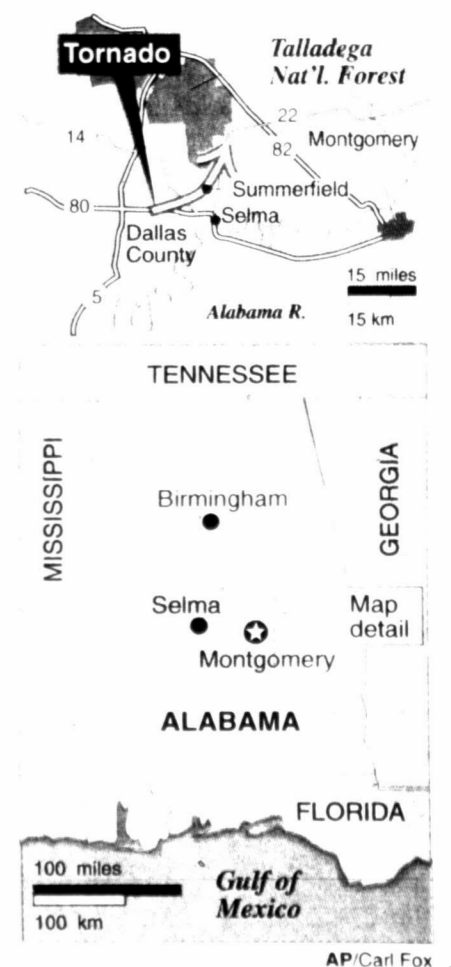 Tornado
Talladega
Nat'l. Forest
22
14
Montgomery
82
Summerfield
80
Selma
Dallas
County
5
15 miles
Alabama R.
15 km
TENNESSEE
MISSISSIPPI
GEORGIA
Birmingham
Selma
Map
detail
Montgomery
ALABAMA
FLORIDA
100 miles
Gulf of
Mexico
100 km
AP/Carl Fox